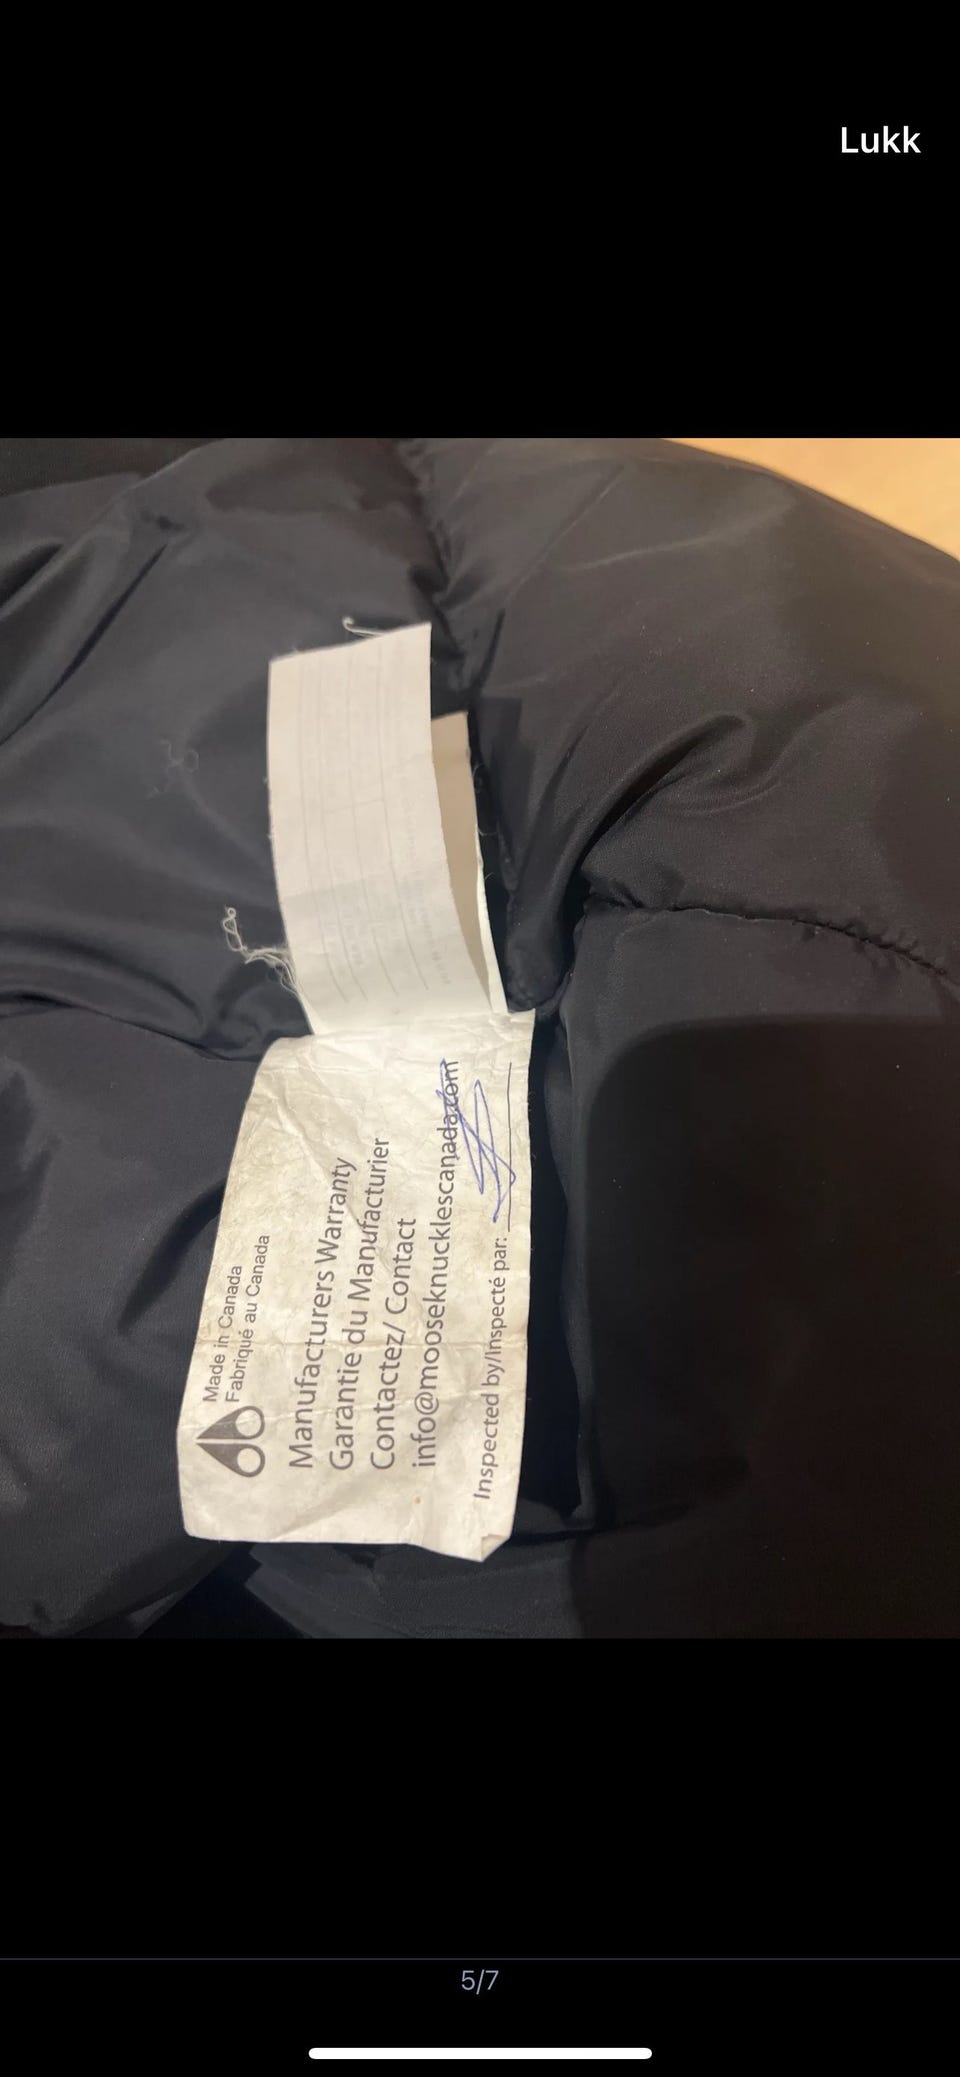 Lukk
Made in Canada
Fabriqué au Canada
Manufacturers Warranty
Garantie du Manufacturier
Contactez/ Contact
info@mooseknucklescanada.com
Inspected by/Inspecté par:
5/7